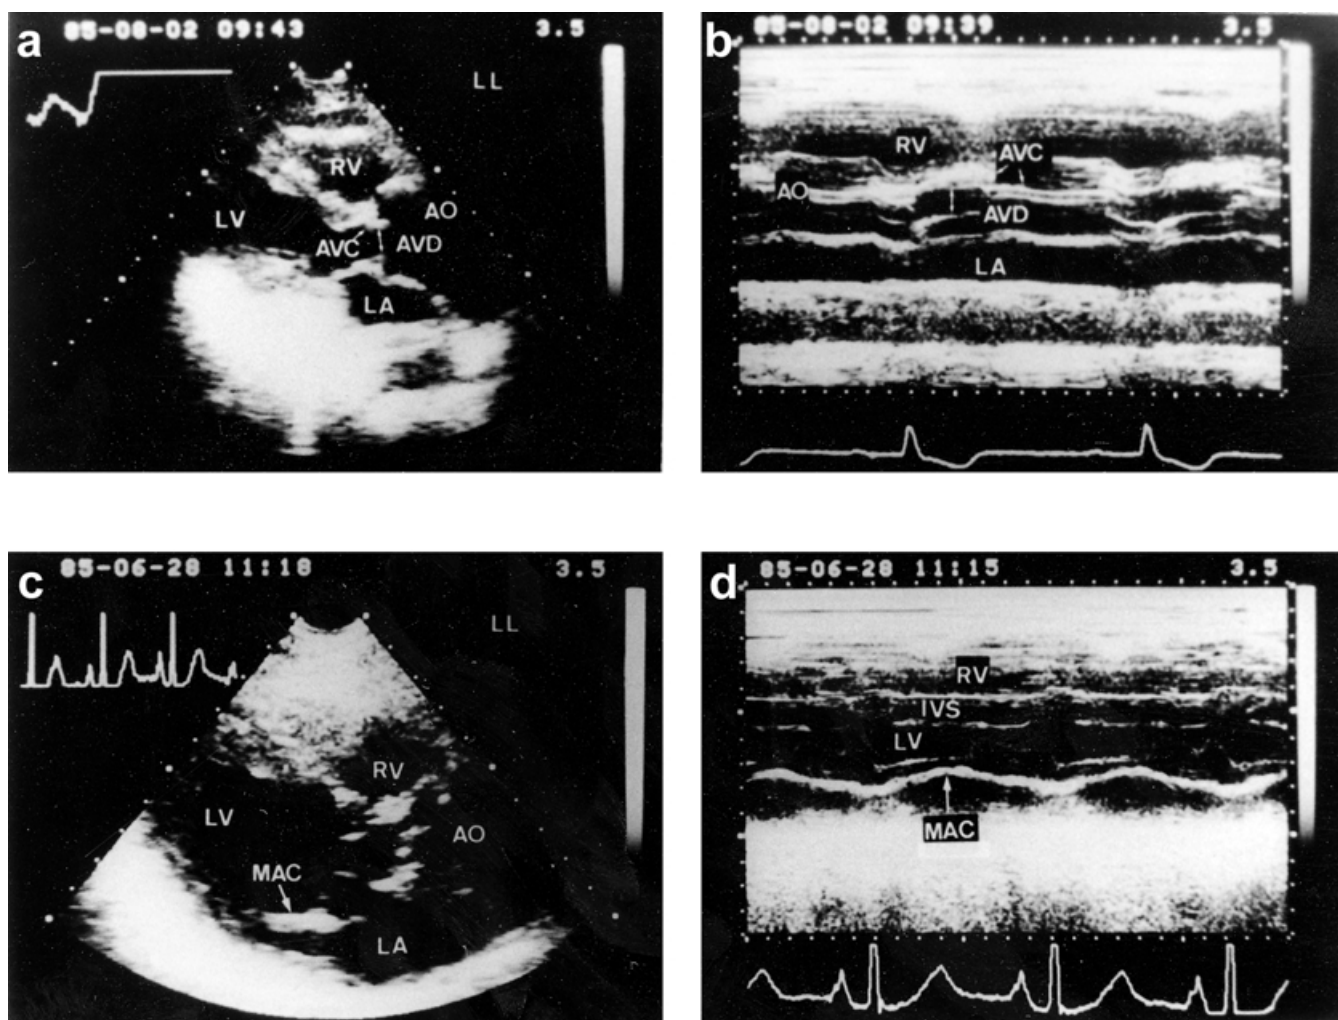 a
85-08-02 09:43 3.5
LL
RV
LV AO
AVC AVD
LA
b
85-08-02 09:39 3.5
RV AVC
AO AVD
LA
c
85-06-28 11:18 3.5
LL
RV
LV AO
MAC
LA
d
85-06-28 11:15 3.5
RV
IVS
LV
MAC